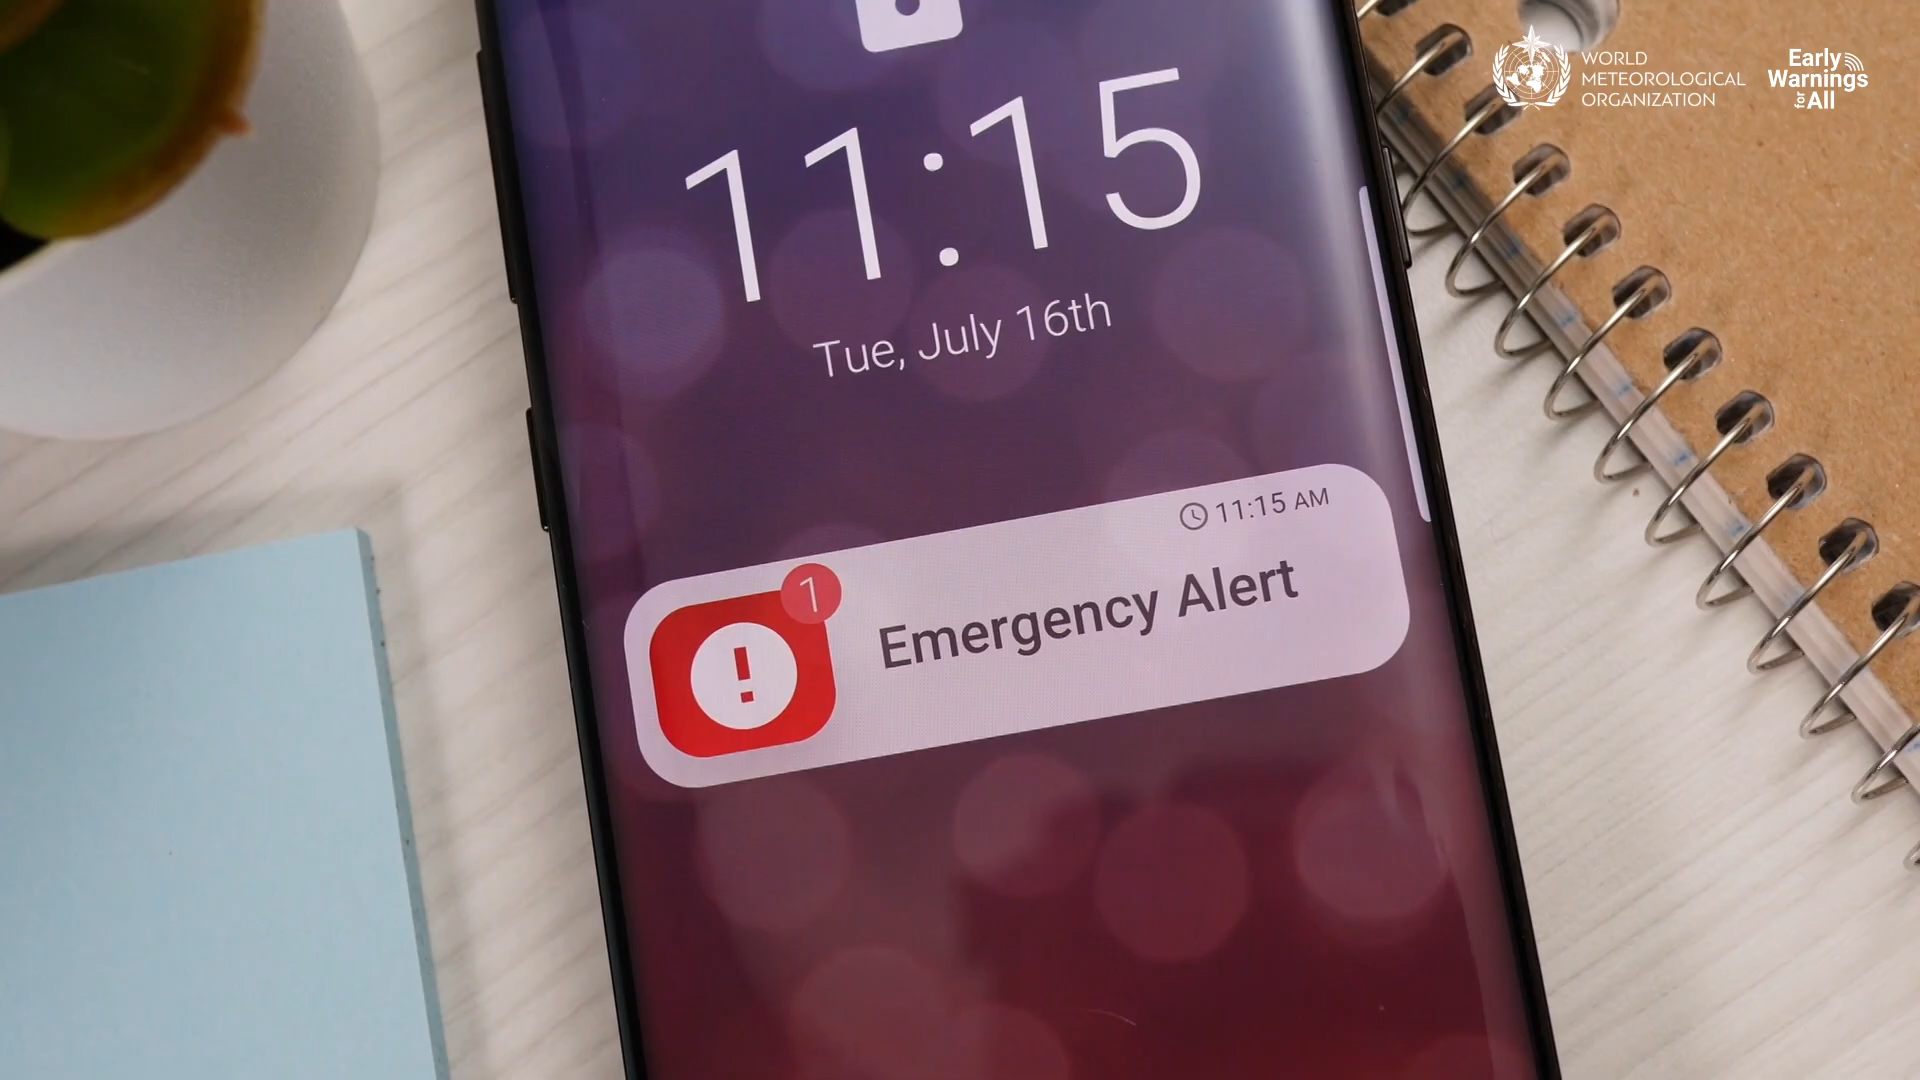 WORLD
METEOROLOGICAL
ORGANIZATION
Early
Warnings
for
All
11:15
Tue, July 16th
11:15 AM
1
!
Emergency Alert